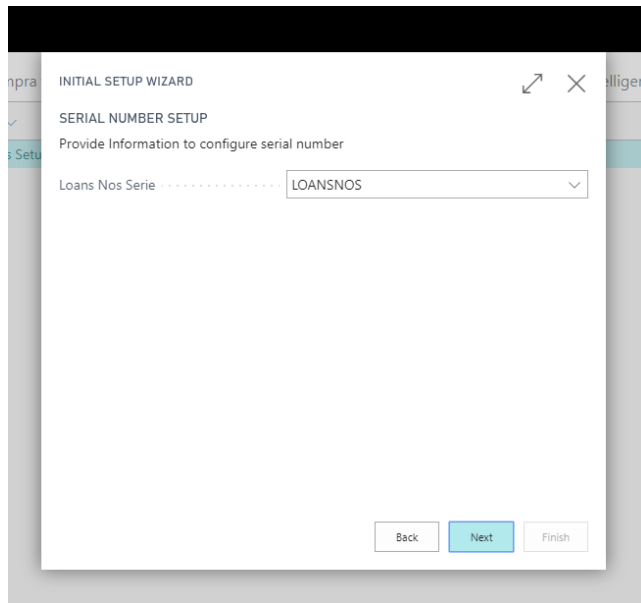 INITIAL SETUP WIZARD
SERIAL NUMBER SETUP
Provide Information to configure serial number
Loans Nos Serie
LOANSNOS
Back
Next
Finish